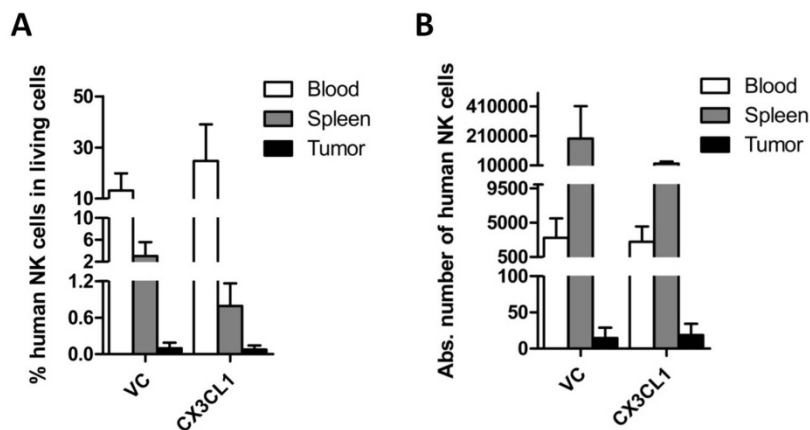 A
% human NK cells in living cells
50
30
10
10
6
2
1.2
0.6
0.0
VC
CX3CL1
Blood
Spleen
Tumor
B
Abs. number of human NK cells
410000
210000
10000
9500
5000
500
100
50
0
VC
CX3CL1
Blood
Spleen
Tumor